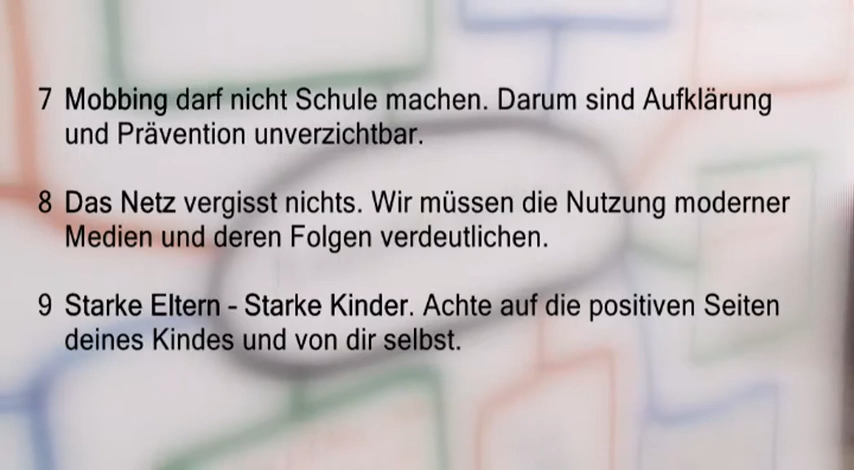 7 Mobbing darf nicht Schule machen. Darum sind Aufklärung
und Prävention unverzichtbar.
8 Das Netz vergisst nichts. Wir müssen die Nutzung moderner
Medien und deren Folgen verdeutlichen.
9 Starke Eltern - Starke Kinder. Achte auf die positiven Seiten
deines Kindes und von dir selbst.